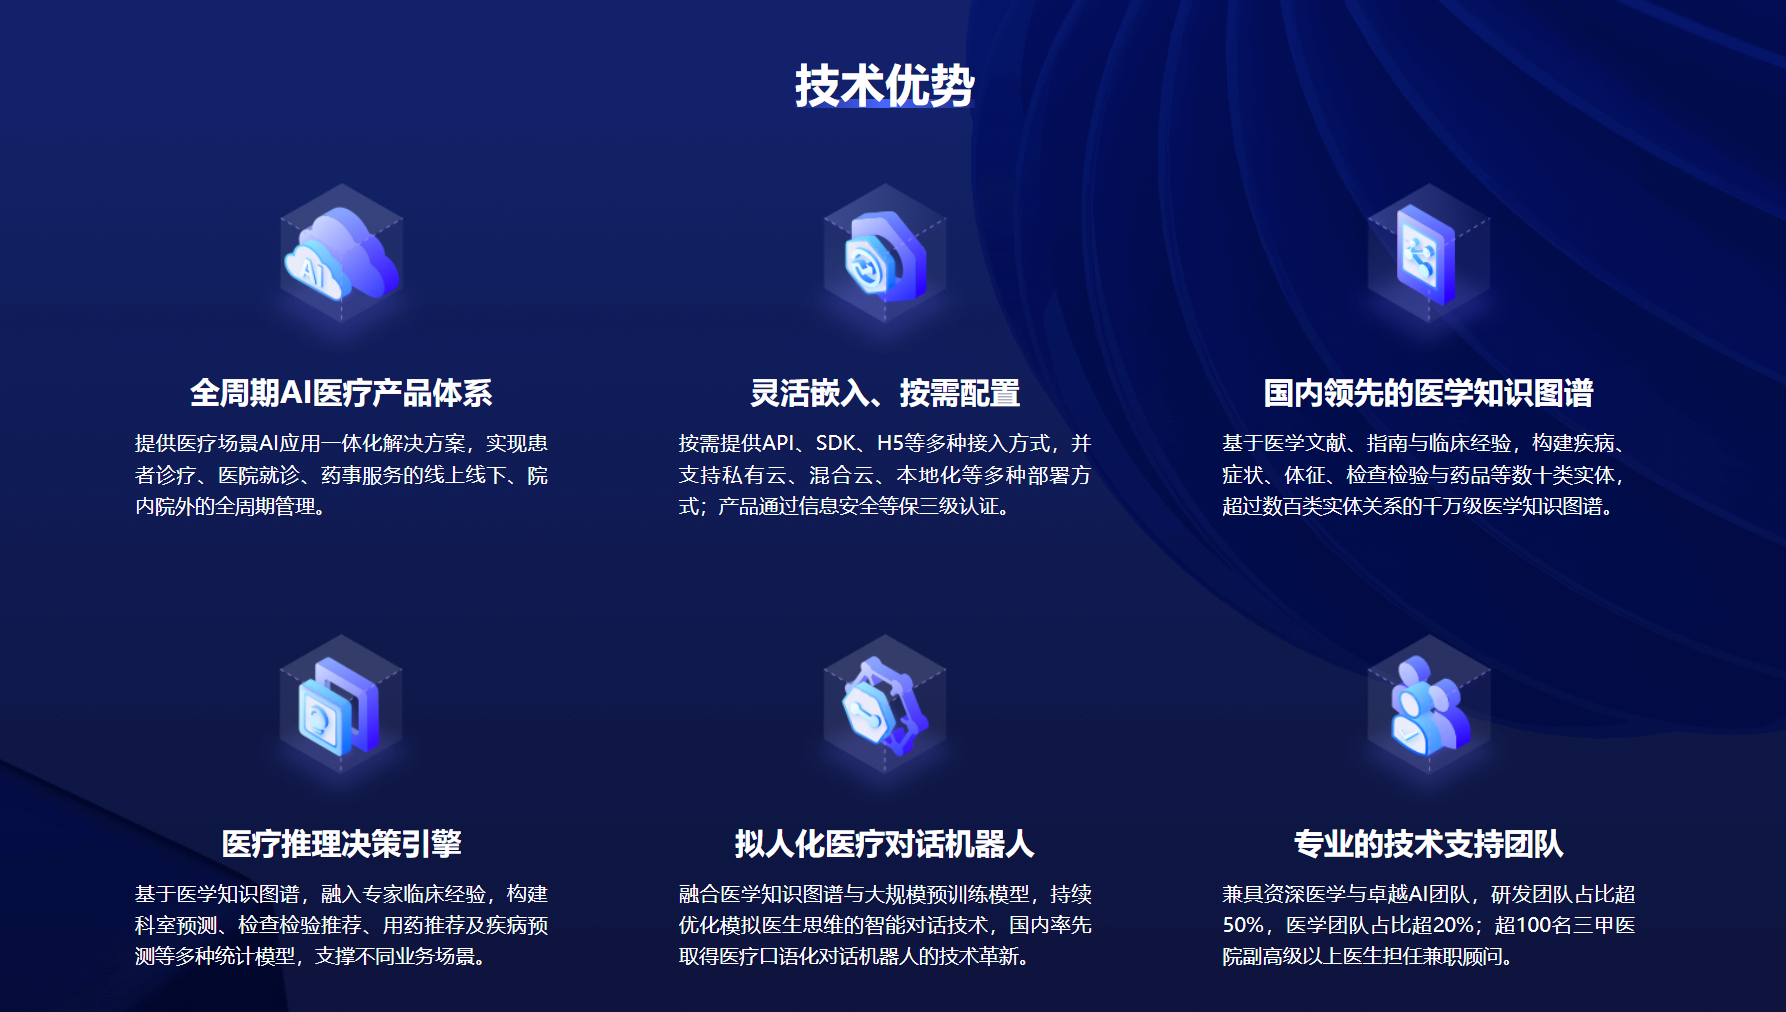 技术优势
AI
全周期AI医疗产品体系
提供医疗场景AI应用一体化解决方案，实现患
者诊疗、医院就诊、药事服务的线上线下、院
内院外的全周期管理。
灵活嵌入、按需配置
按需提供API、SDK、H5等多种接入方式，并
支持私有云、混合云、本地化等多种部署方
式；产品通过信息安全等保三级认证。
国内领先的医学知识图谱
基于医学文献、指南与临床经验，构建疾病、
症状、体征、检查检验与药品等数十类实体，
超过数百类实体关系的千万级医学知识图谱。
医疗推理决策引擎
基于医学知识图谱，融入专家临床经验，构建
科室预测、检查检验推荐、用药推荐及疾病预
测等多种统计模型，支撑不同业务场景。
拟人化医疗对话机器人
融合医学知识图谱与大规模预训练模型，持续
优化模拟医生思维的智能对话技术，国内率先
取得医疗口语化对话机器人的技术革新。
专业的技术支持团队
兼具资深医学与卓越AI团队，研发团队占比超
50%，医学团队占比超20%；超100名三甲医
院副高级以上医生担任兼职顾问。